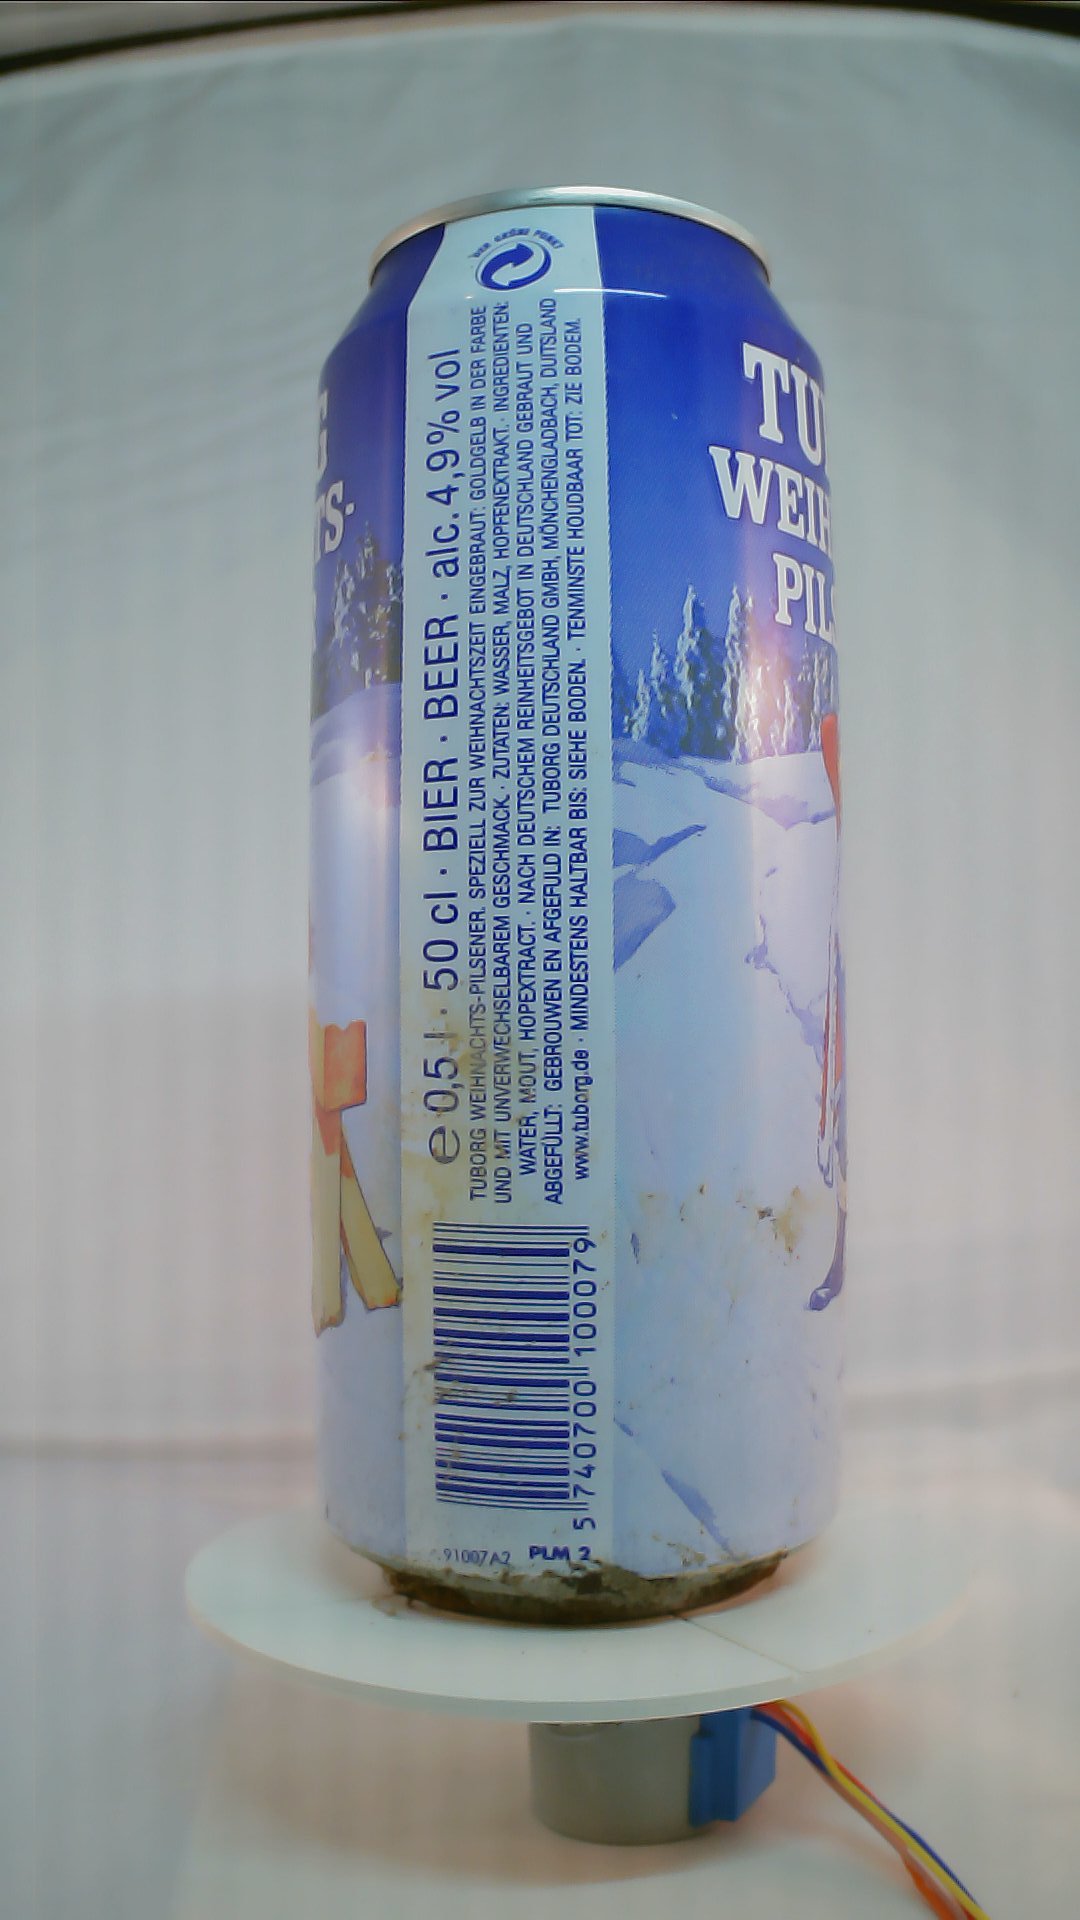 DER GRÜNE PUNKT
e 0,5 l · 50 cl · BIER · BEER · alc. 4,9% vol
TUBORG WEIHNACHTS-PILSENER. SPEZIELL ZUR WEIHNACHTSZEIT EINGEBRAUT: GOLDGELB IN DER FARBE
UND MIT UNVERWECHSELBAREM GESCHMACK. · ZUTATEN: WASSER, MALZ, HOPFENEXTRAKT. · INGREDIENTEN:
WATER, MOUT, HOPEXTRACT. · NACH DEUTSCHEM REINHEITSGEBOT IN DEUTSCHLAND GEBRAUT UND
ABGEFÜLLT: GEBROUWEN EN AFGEFULD IN: TUBORG DEUTSCHLAND GMBH, MÖNCHENGLADBACH, DUITSLAND
www.tuborg.de · MINDESTENS HALTBAR BIS: SIEHE BODEN. · TENMINSTE HOUDBAAR TOT: ZIE BODEM.
5 740700 100079
91007A2 PLM 2
G
TS-
TU
WEIH
PILS